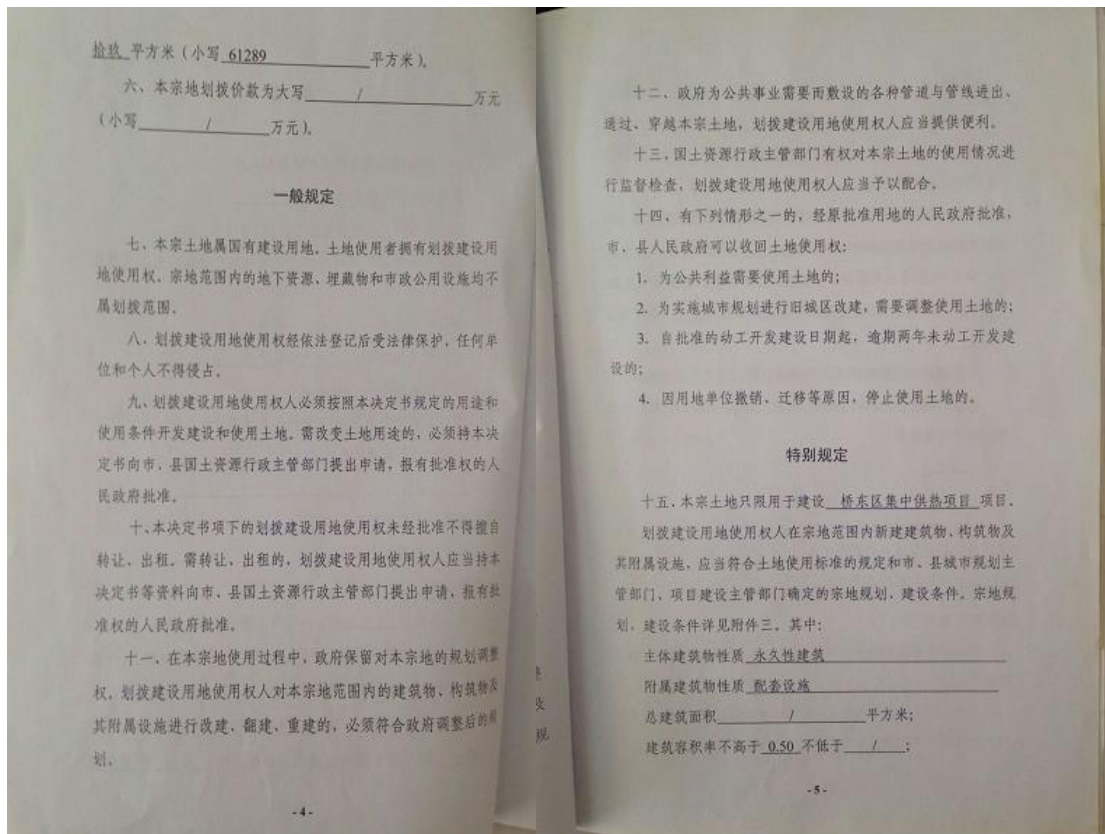 拾玖 平方米(小写 61289 平方米)。
六、本宗地划拨价款为大写 / 万元
(小写 / 万元)。
一般规定
七、本宗土地属国有建设用地。土地使用者拥有划拨建设用
地使用权。宗地范围内的地下资源、埋藏物和市政公用设施均不
属划拨范围。
八、划拨建设用地使用权经依法登记后受法律保护，任何单
位和个人不得侵占。
九、划拨建设用地使用权人必须按照本决定书规定的用途和
使用条件开发建设和使用土地。需改变土地用途的，必须持本决
定书向市、县国土资源行政主管部门提出申请，报有批准权的人
民政府批准。
十、本决定书项下的划拨建设用地使用权未经批准不得擅自
转让、出租。需转让、出租的，划拨建设用地使用权人应当持本
决定书等资料向市、县国土资源行政主管部门提出申请，报有批
准权的人民政府批准。
十一、在本宗地使用过程中，政府保留对本宗地的规划调整
权，划拨建设用地使用权人对本宗地范围内的建筑物、构筑物及
其附属设施进行改建、翻建、重建的，必须符合政府调整后的规
划。
-4-
及
规
十二、政府为公共事业需要而敷设的各种管道与管线进出、
通过、穿越本宗土地，划拨建设用地使用权人应当提供便利。
十三、国土资源行政主管部门有权对本宗土地的使用情况进
行监督检查，划拨建设用地使用权人应当予以配合。
十四、有下列情形之一的，经原批准用地的人民政府批准，
市、县人民政府可以收回土地使用权：
1. 为公共利益需要使用土地的；
2. 为实施城市规划进行旧城区改建，需要调整使用土地的；
3. 自批准的动工开发建设日期起，逾期两年未动工开发建
设的；
4. 因用地单位撤销、迁移等原因，停止使用土地的。
特别规定
十五、本宗土地只限用于建设 桥东区集中供热项目 项目。
划拨建设用地使用权人在宗地范围内新建建筑物、构筑物及
其附属设施，应当符合土地使用标准的规定和市、县城市规划主
管部门、项目建设主管部门确定的宗地规划、建设条件。宗地规
划、建设条件详见附件三。其中：
主体建筑物性质 永久性建筑
附属建筑物性质 配套设施
总建筑面积 / 平方米；
建筑容积率不高于 0.50 不低于 / ；
-5-